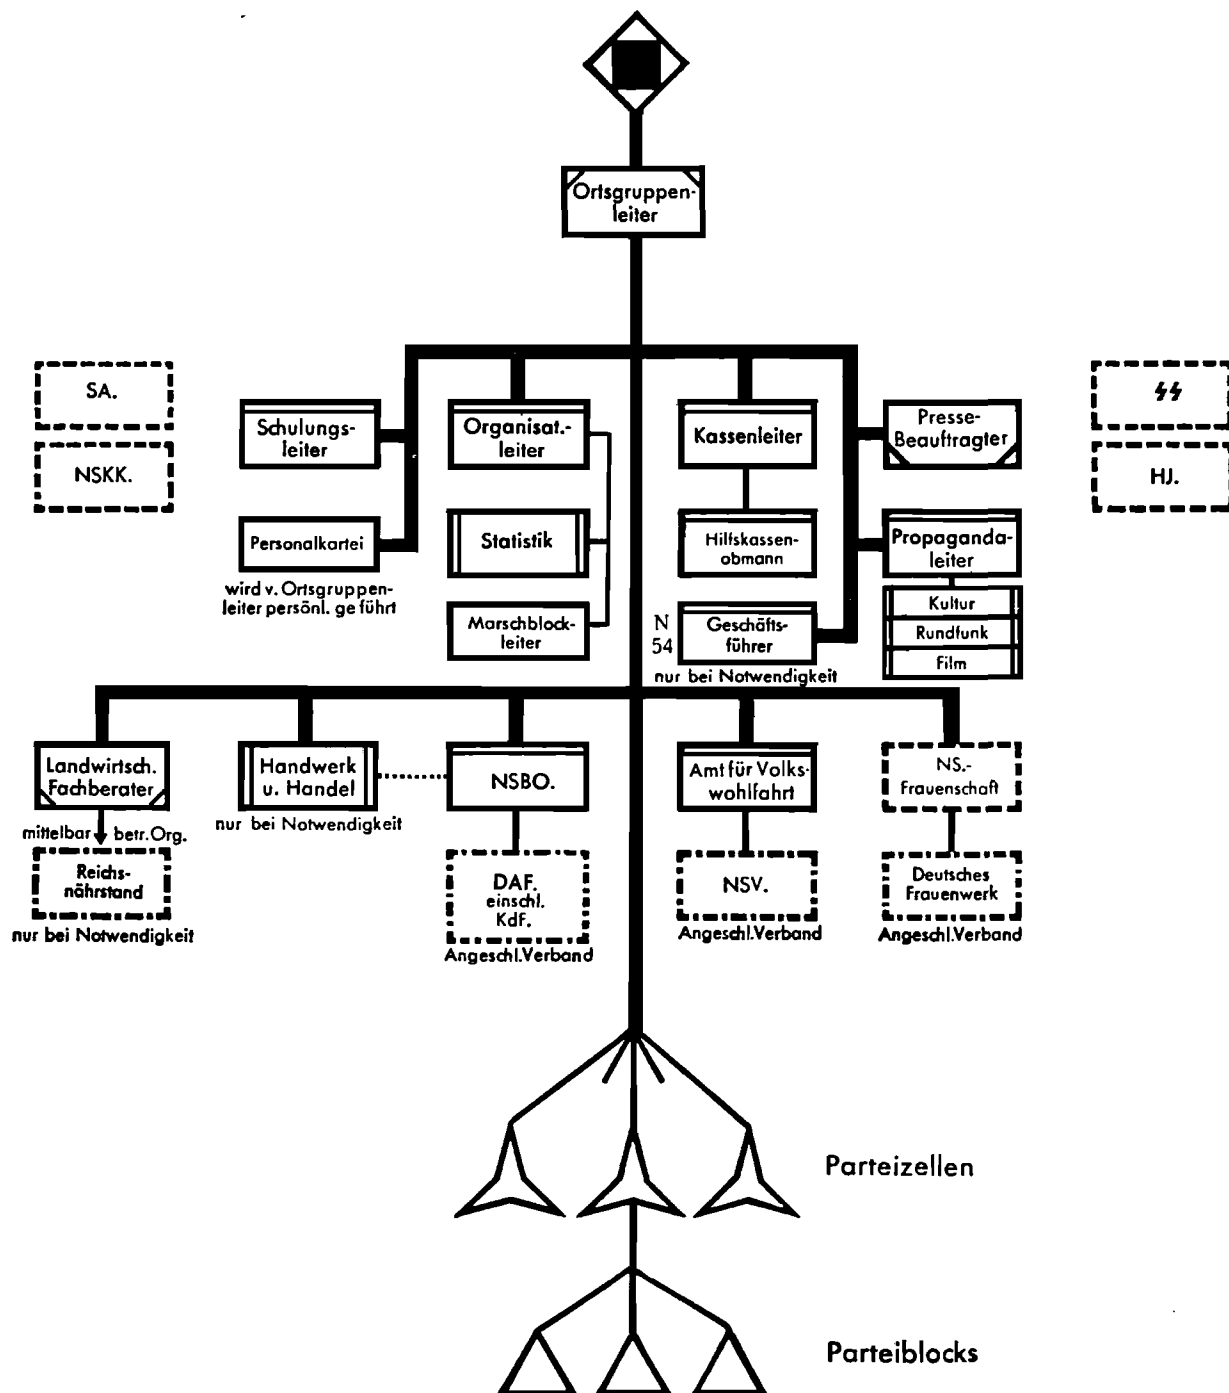 Ortsgruppen-
leiter
SA.
NSKK.
Schulungs-
leiter
Organisat.-
leiter
Kassenleiter
Presse-
Beauftragter
ϟϟ
HJ.
Personalkartei
wird v. Ortsgruppen-
leiter persönl. geführt
Statistik
Hilfskassen-
obmann
Propaganda-
leiter
Kultur
Rundfunk
Film
Marschblock-
leiter
N
54
Geschäfts-
führer
nur bei Notwendigkeit
Landwirtsch.
Fachberater
mittelbar betr. Org.
Reichs-
nährstand
nur bei Notwendigkeit
Handwerk
u. Handel
nur bei Notwendigkeit
NSBO.
DAF.
einschl.
KdF.
Angeschl. Verband
Amt für Volks-
wohlfahrt
NSV.
Angeschl. Verband
NS.-
Frauenschaft
Deutsches
Frauenwerk
Angeschl. Verband
Parteizellen
Parteiblocks